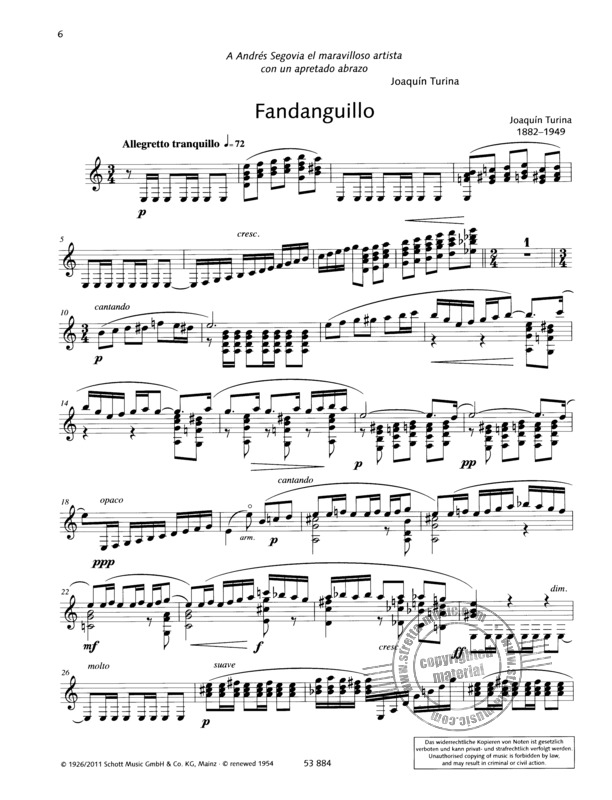 6
A Andrés Segovia el maravilloso artista
con un apretado abrazo
Joaquín Turina
Fandanguillo
Joaquín Turina
1882–1949
Allegretto tranquillo ♩=72
3/4
p
5
cresc.
2/4
1
3/4
10
cantando
3/4
p
14
p
pp
18
opaco
cantando
ppp
arm.
p
22
dim.
mf
f
cresc.
ff
26
molto
suave
p
www.stretta-music.com
copyrighted
material
Das widerrechtliche Kopieren von Noten ist gesetzlich
verboten und kann privat- und strafrechtlich verfolgt werden.
Unauthorised copying of music is forbidden by law,
and may result in criminal or civil action.
© 1926/2011 Schott Music GmbH & Co. KG, Mainz · © renewed 1954
53 884